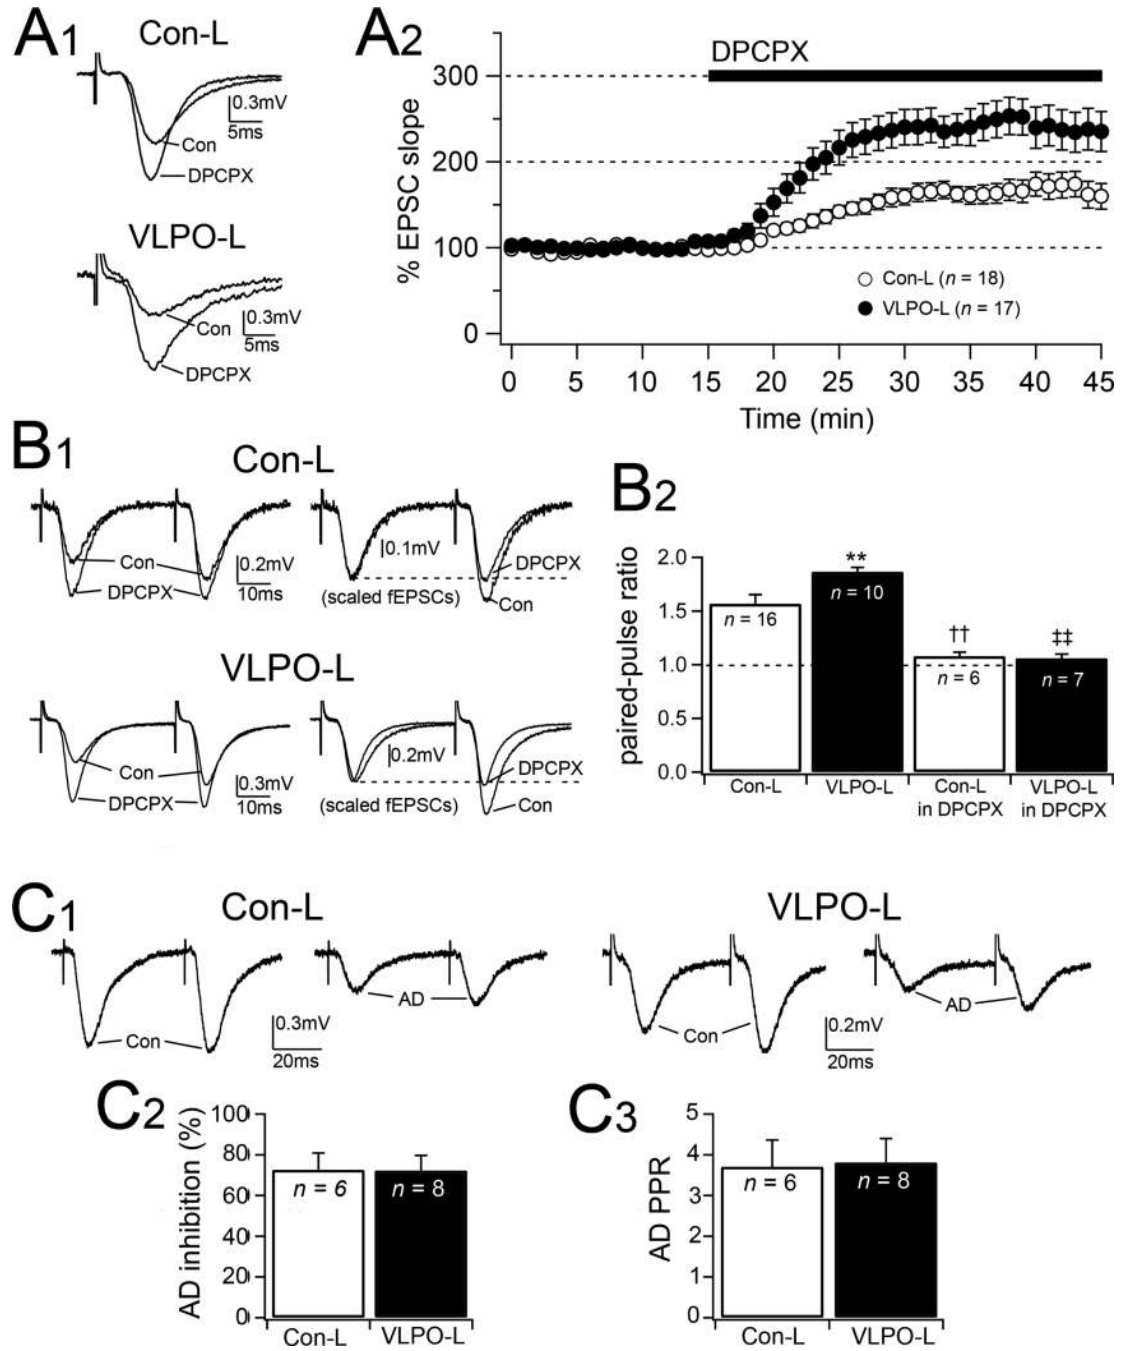 A1
Con-L
0.3mV
5ms
Con
DPCPX
VLPO-L
Con
0.3mV
5ms
DPCPX
A2
DPCPX
% EPSC slope
300
200
100
0
Con-L (n = 18)
VLPO-L (n = 17)
0 5 10 15 20 25 30 35 40 45
Time (min)
B1
Con-L
Con
DPCPX
0.2mV
10ms
0.1mV
DPCPX
(scaled fEPSCs)
Con
VLPO-L
Con
DPCPX
0.3mV
10ms
0.2mV
DPCPX
(scaled fEPSCs)
Con
B2
paired-pulse ratio
2.0
1.5
1.0
0.5
0.0
**
n = 16
n = 10
††
n = 6
‡‡
n = 7
Con-L
VLPO-L
Con-L
in DPCPX
VLPO-L
in DPCPX
C1
Con-L
Con
AD
0.3mV
20ms
VLPO-L
Con
AD
0.2mV
20ms
C2
AD inhibition (%)
100
80
60
40
20
0
n = 6
n = 8
Con-L
VLPO-L
C3
AD PPR
5
4
3
2
1
0
n = 6
n = 8
Con-L
VLPO-L